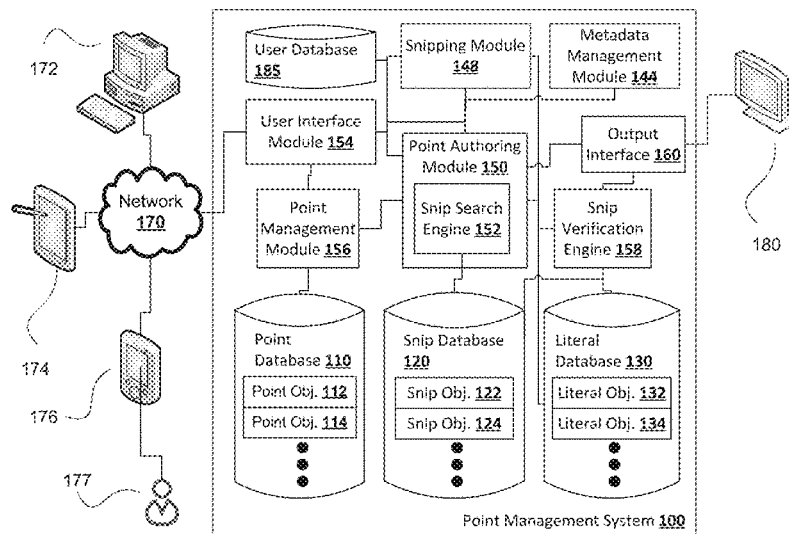 172
User Database
185
Snipping Module
148
Metadata
Management
Module 144
User Interface
Module 154
Point Authoring
Module 150
Output
Interface 160
180
Network
170
Point
Management
Module 156
Snip Search
Engine 152
Snip
Verification
Engine 158
174
Point
Database 110
Point Obj. 112
Point Obj. 114
Snip Database
120
Snip Obj. 122
Snip Obj. 124
Literal
Database 130
Literal Obj. 132
Literal Obj. 134
176
177
Point Management System 100